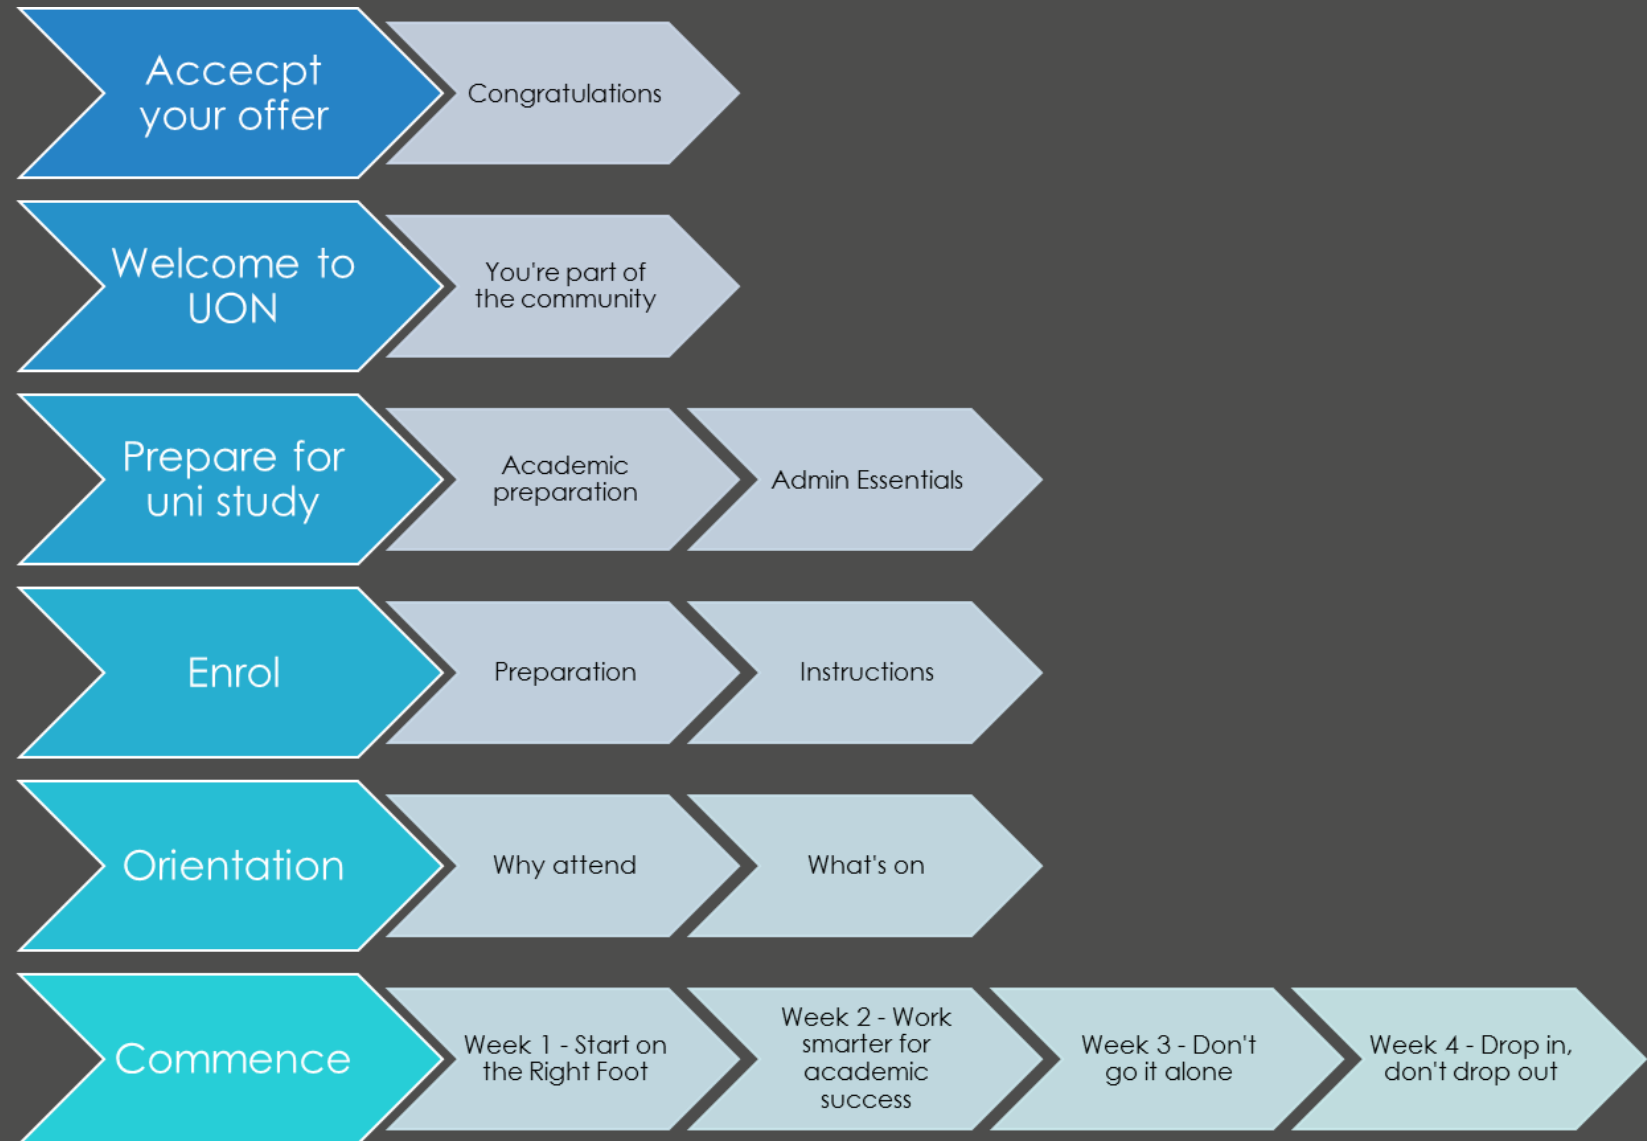 Accecpt
your offer
Congratulations
Welcome to
UON
You're part of
the community
Prepare for
uni study
Academic
preparation
Admin Essentials
Enrol
Preparation
Instructions
Orientation
Why attend
What's on
Commence
Week 1 - Start on
the Right Foot
Week 2 - Work
smarter for
academic
success
Week 3 - Don't
go it alone
Week 4 - Drop in,
don't drop out